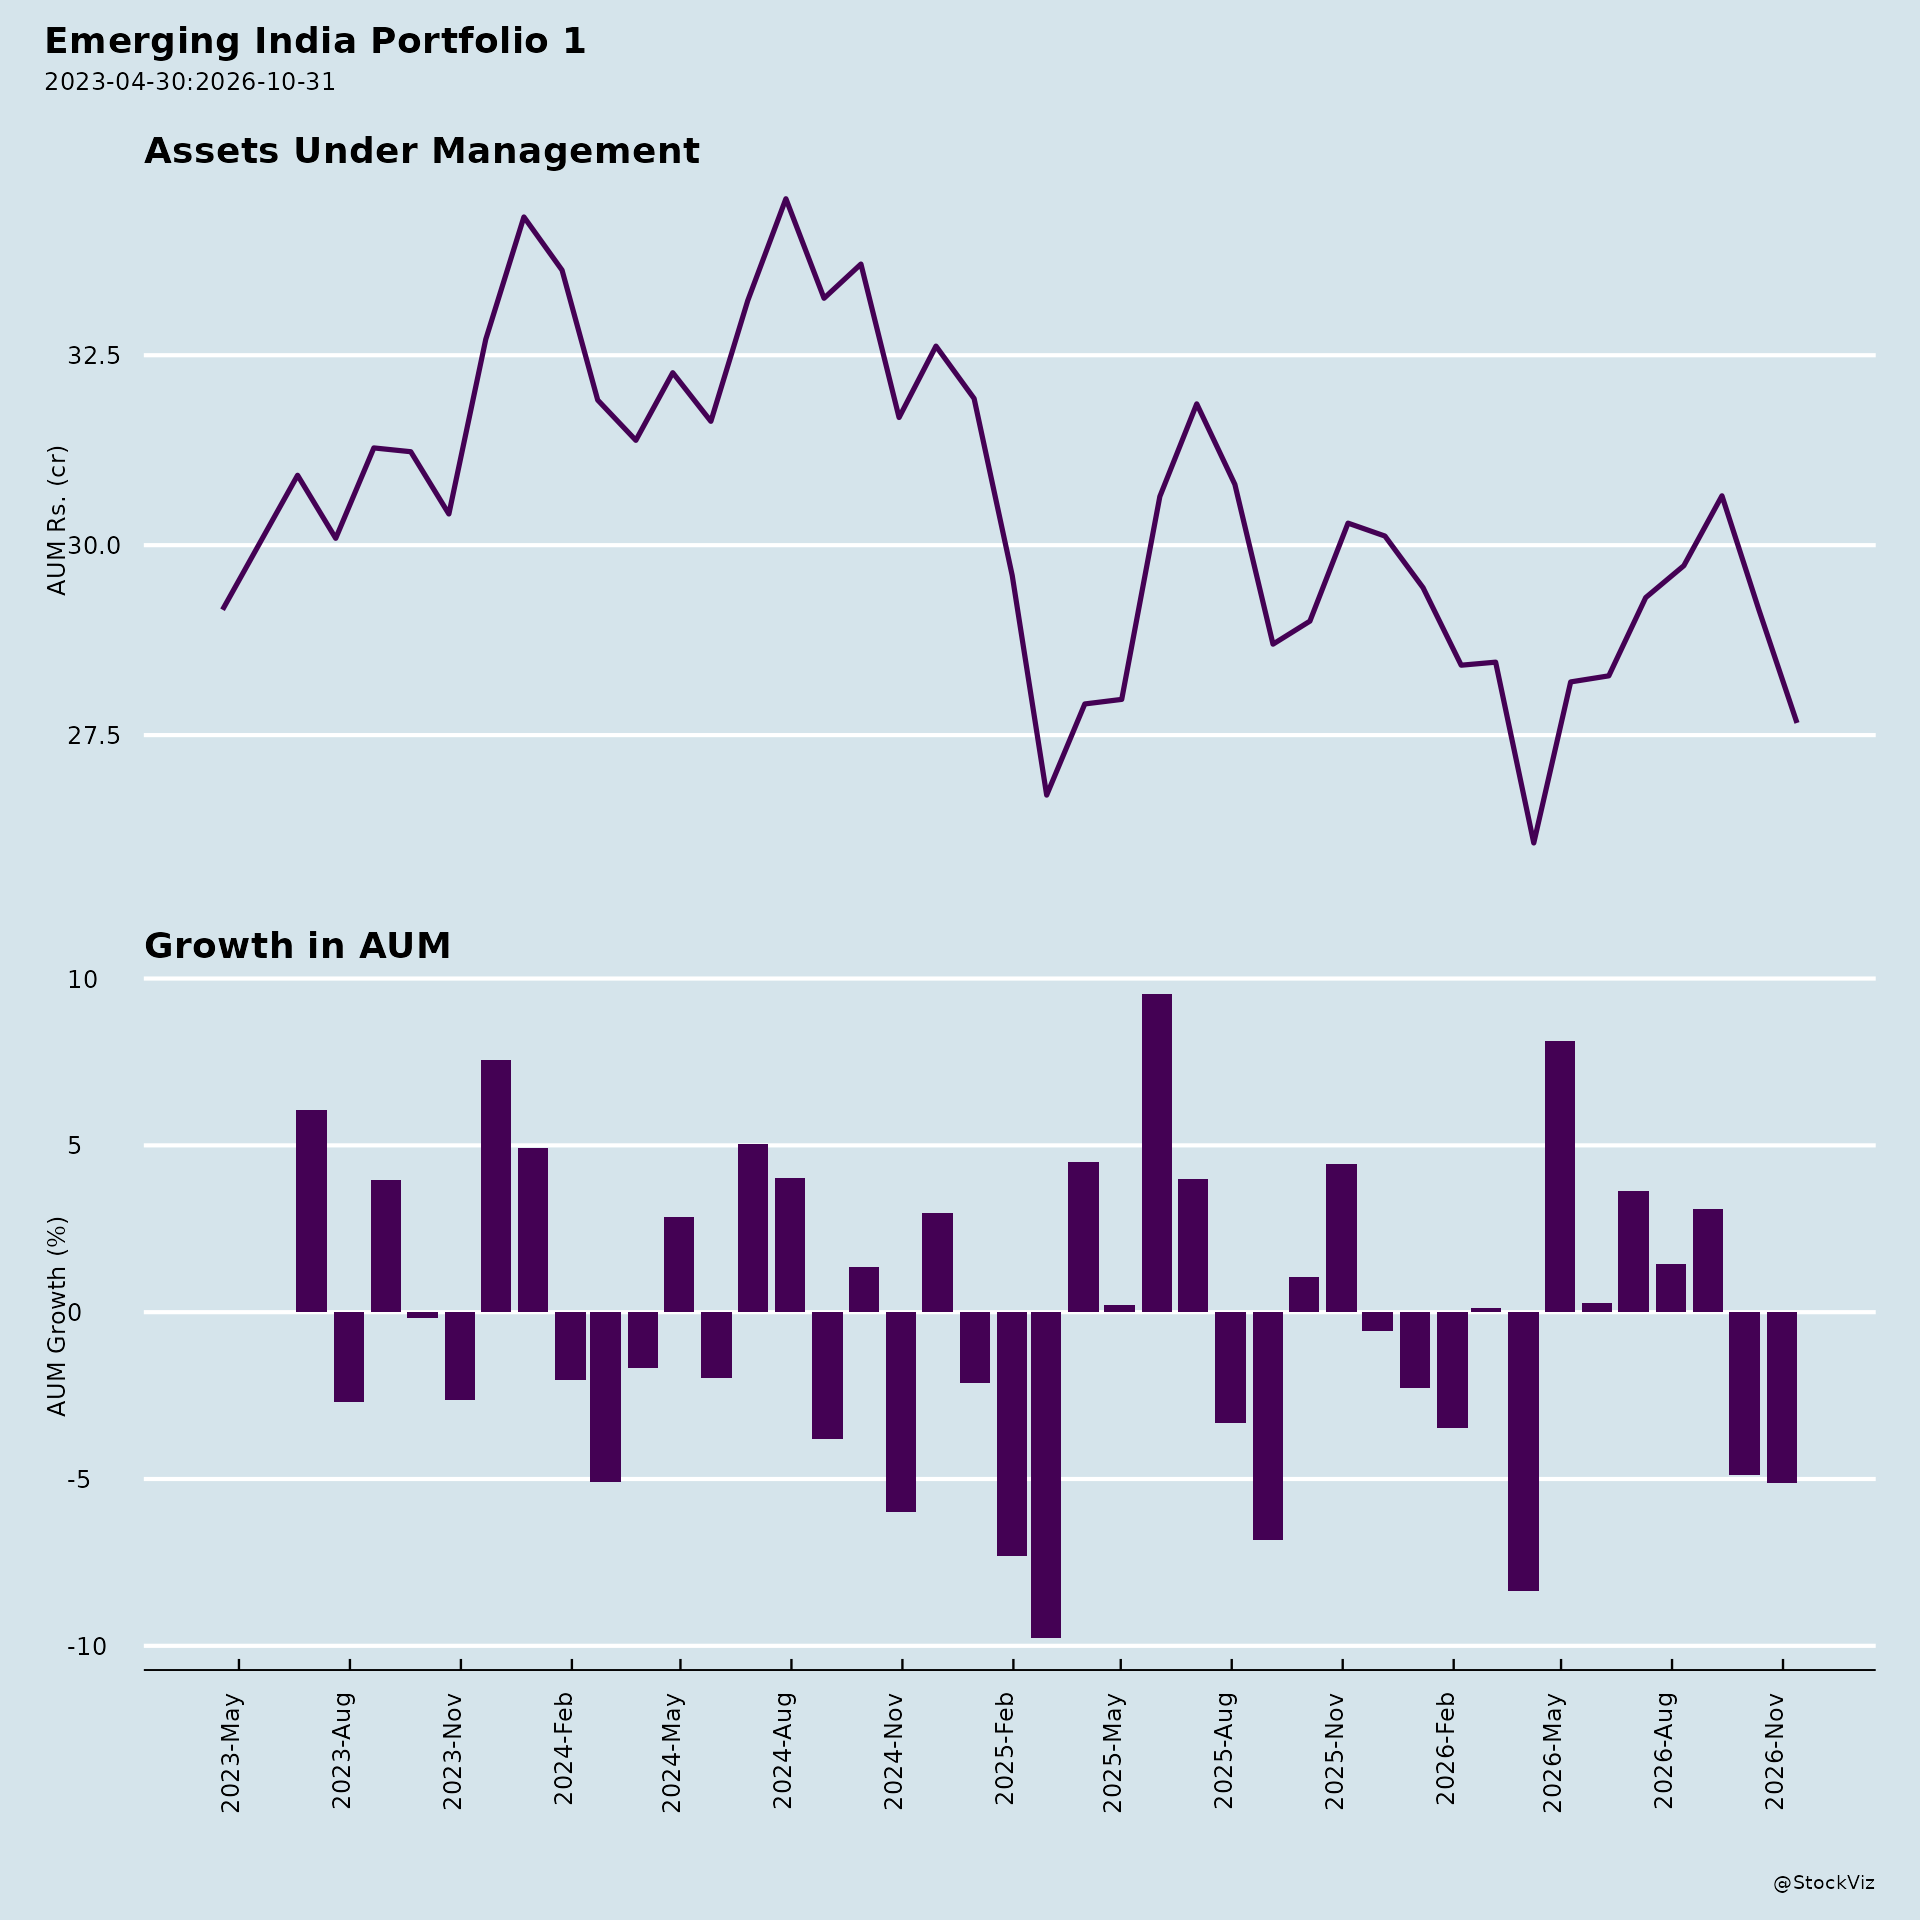 Emerging India Portfolio 1
2023-04-30:2026-10-31
Assets Under Management
AUM Rs. (cr)
32.5
30.0
27.5
Growth in AUM
AUM Growth (%)
10
5
0
-5
-10
2023-May
2023-Aug
2023-Nov
2024-Feb
2024-May
2024-Aug
2024-Nov
2025-Feb
2025-May
2025-Aug
2025-Nov
2026-Feb
2026-May
2026-Aug
2026-Nov
@StockViz